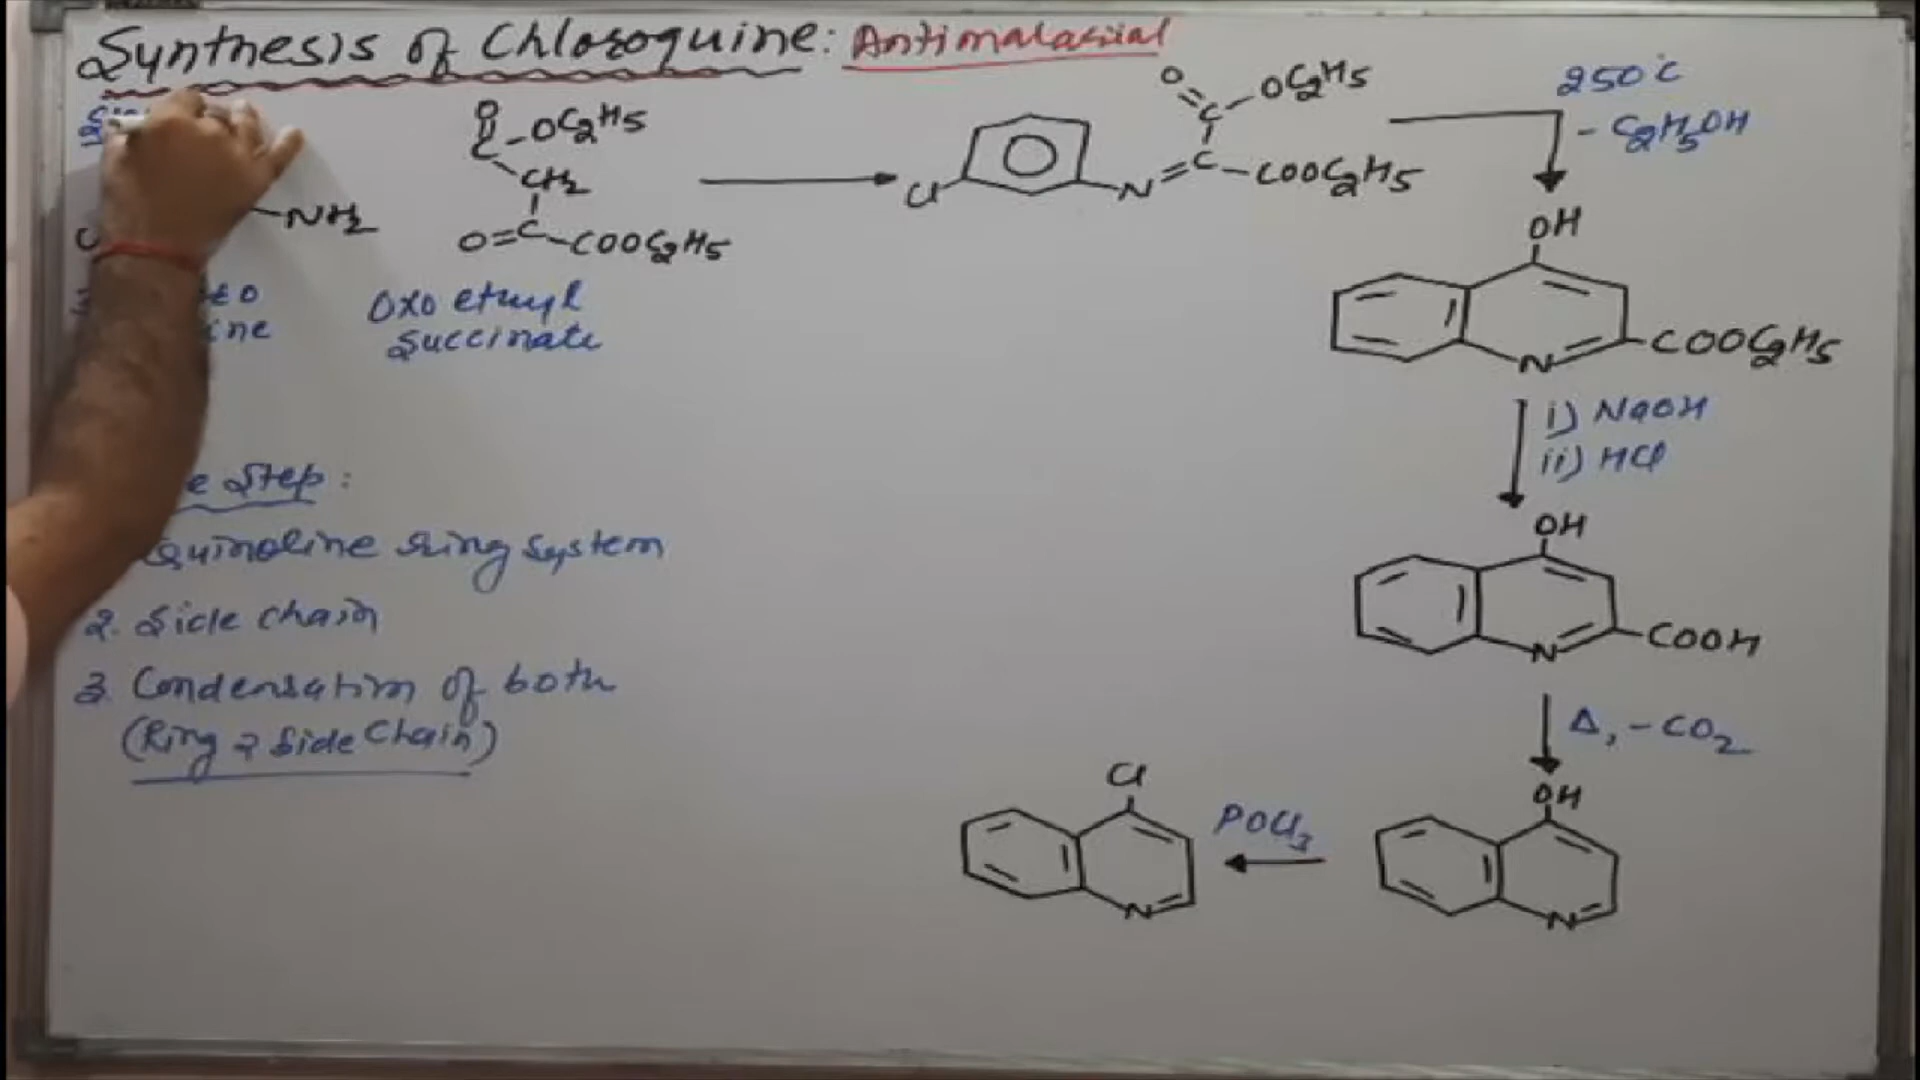 Synthesis of Chloroquine: Antimalarial
O
C-OC2H5
CH2
O=C-COOC2H5
NH2
Oxo ethyl
Succinate
O
C-OC2H5
Cl N=C-COOC2H5
250°C
- C2H5OH
OH
N COOC2H5
i) NaOH
ii) HCl
OH
N COOH
Δ, -CO2
OH
N
POCl3
Cl
N
Step:
Quinoline ring system
2. Side chain
3. Condensation of both
(Ring & Side Chain)